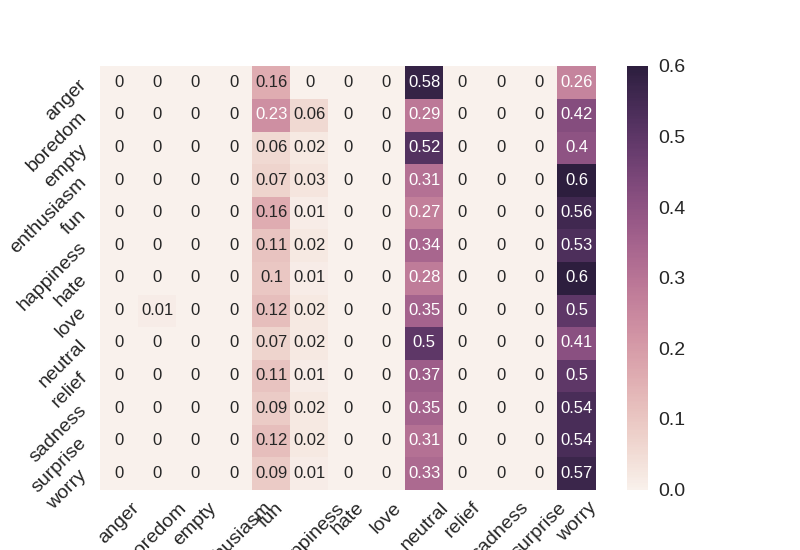 anger 0 0 0 0 0.16 0 0 0 0.58 0 0 0 0.26
boredom 0 0 0 0 0.23 0.06 0 0 0.29 0 0 0 0.42
empty 0 0 0 0 0.06 0.02 0 0 0.52 0 0 0 0.4
enthusiasm 0 0 0 0 0.07 0.03 0 0 0.31 0 0 0 0.6
fun 0 0 0 0 0.16 0.01 0 0 0.27 0 0 0 0.56
happiness 0 0 0 0 0.11 0.02 0 0 0.34 0 0 0 0.53
hate 0 0 0 0 0.1 0.01 0 0 0.28 0 0 0 0.6
love 0 0.01 0 0 0.12 0.02 0 0 0.35 0 0 0 0.5
neutral 0 0 0 0 0.07 0.02 0 0 0.5 0 0 0 0.41
relief 0 0 0 0 0.11 0.01 0 0 0.37 0 0 0 0.5
sadness 0 0 0 0 0.09 0.02 0 0 0.35 0 0 0 0.54
surprise 0 0 0 0 0.12 0.02 0 0 0.31 0 0 0 0.54
worry 0 0 0 0 0.09 0.01 0 0 0.33 0 0 0 0.57
anger oredom empty husiasm fun ppiness hate love neutral relief adness surprise worry
0.6
0.5
0.4
0.3
0.2
0.1
0.0